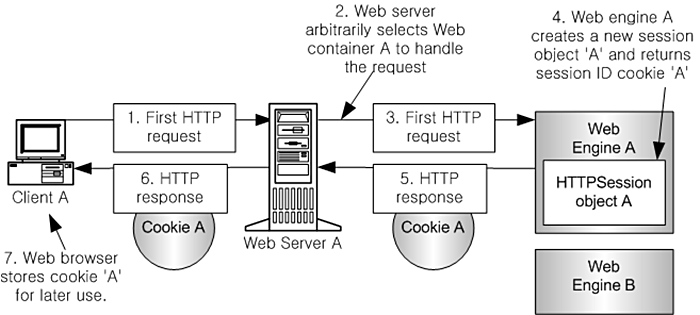 2. Web server
arbitrarily selects Web
container A to handle
the request
4. Web engine A
creates a new session
object 'A' and returns
session ID cookie 'A'
1. First HTTP
request
3. First HTTP
request
Web
Engine A
HTTPSession
object A
6. HTTP
response
5. HTTP
response
Client A
Cookie A
Web Server A
Cookie A
7. Web browser
stores cookie 'A'
for later use.
Web
Engine B